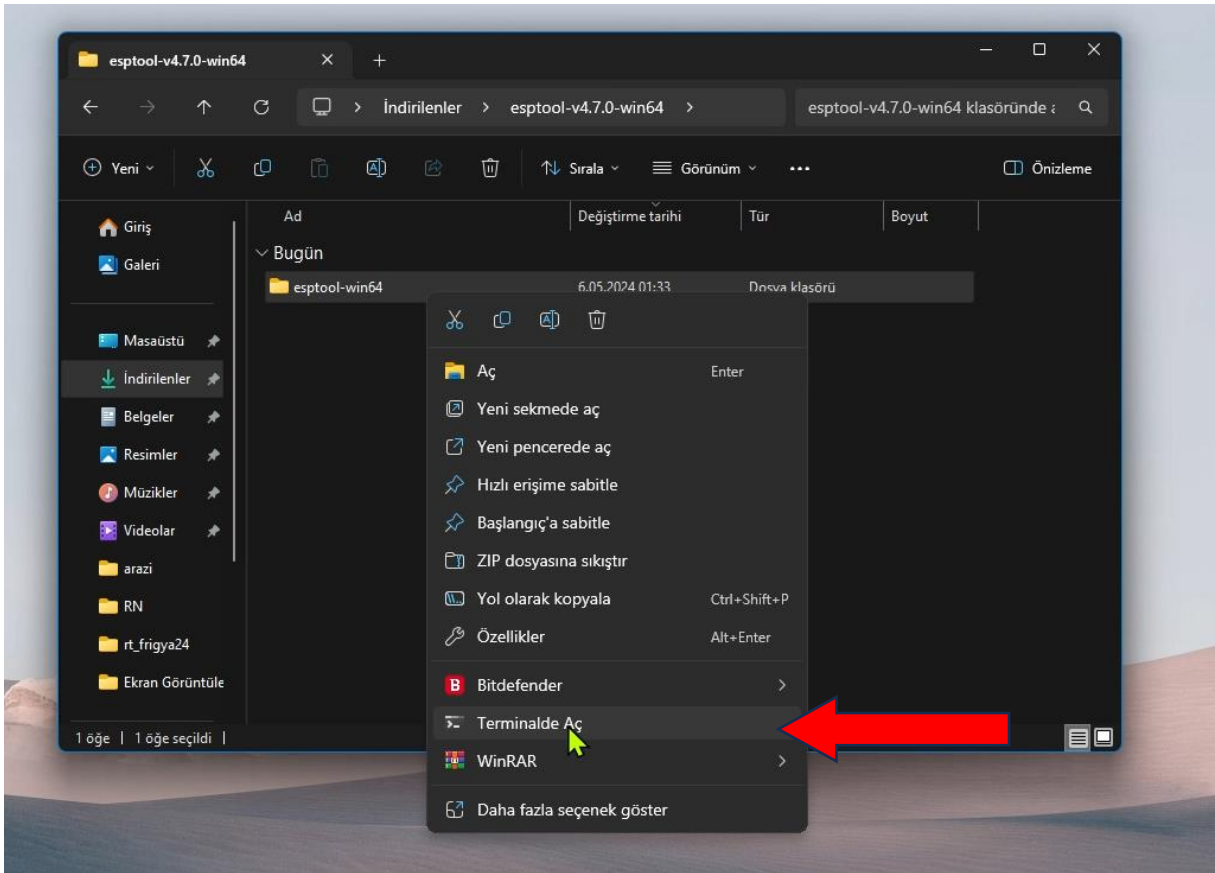 esptool-v4.7.0-win64
İndirilenler > esptool-v4.7.0-win64 >
esptool-v4.7.0-win64 klasöründe a
Yeni
Sırala
Görünüm
Önizleme
Ad
Değiştirme tarihi
Tür
Boyut
Giriş
Galeri
Masaüstü
İndirilenler
Belgeler
Resimler
Müzikler
Videolar
arazi
RN
rt_frigya24
Ekran Görüntüle
Bugün
esptool-win64 6.05.2024 01:33 Dosya klasörü
Aç Enter
Yeni sekmede aç
Yeni pencerede aç
Hızlı erişime sabitle
Başlangıç'a sabitle
ZIP dosyasına sıkıştır
Yol olarak kopyala Ctrl+Shift+P
Özellikler Alt+Enter
Bitdefender
Terminalde Aç
WinRAR
Daha fazla seçenek göster
1 öğe | 1 öğe seçildi |